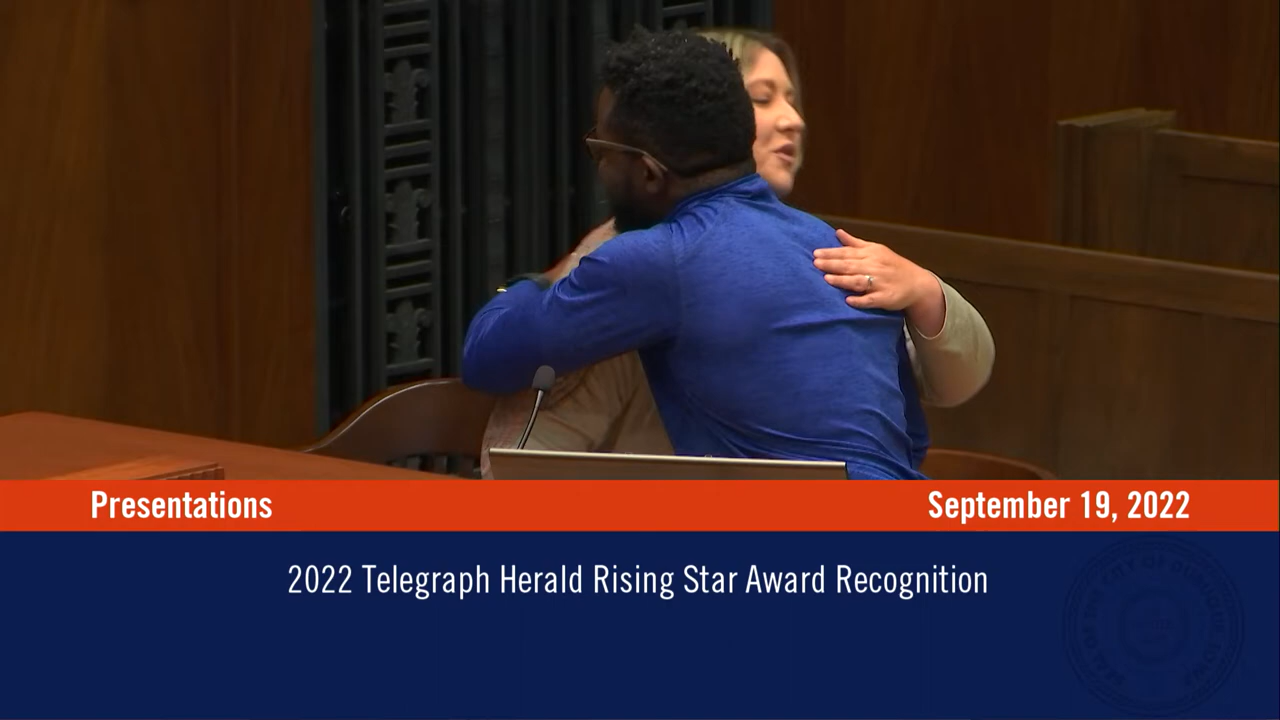 Presentations
September 19, 2022
2022 Telegraph Herald Rising Star Award Recognition